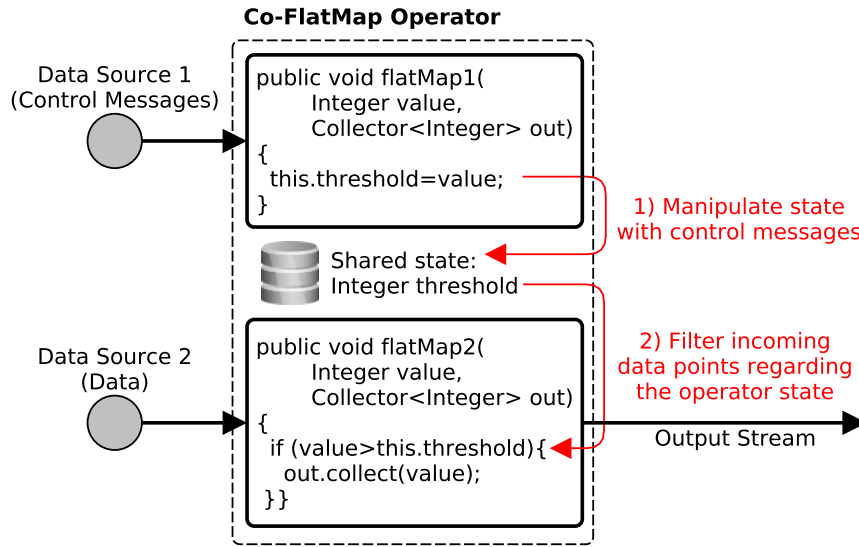 Co-FlatMap Operator
Data Source 1
(Control Messages)
public void flatMap1(
Integer value,
Collector<Integer> out)
{
this.threshold=value;
}
1) Manipulate state
with control messages
Shared state:
Integer threshold
Data Source 2
(Data)
public void flatMap2(
Integer value,
Collector<Integer> out)
{
if (value>this.threshold){
out.collect(value);
}}
2) Filter incoming
data points regarding
the operator state
Output Stream